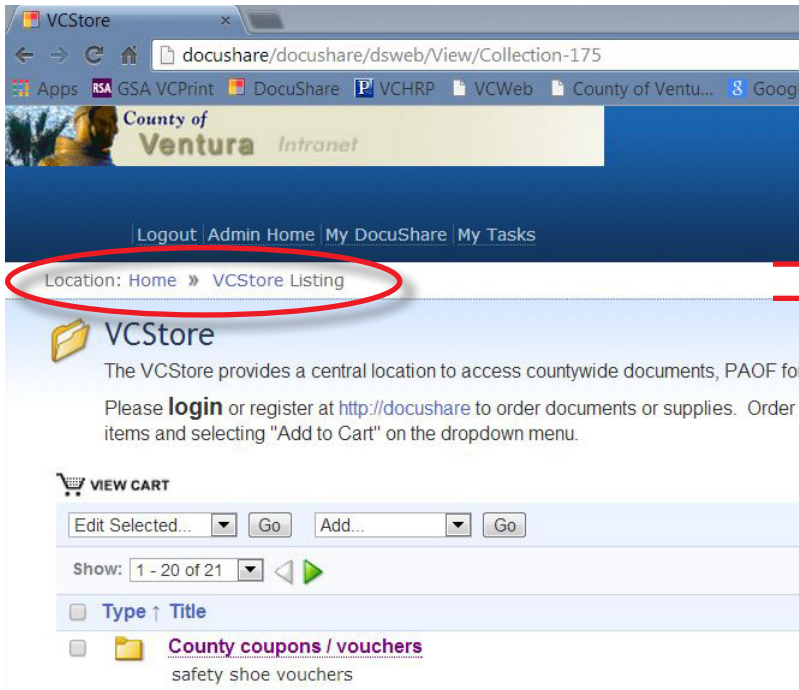 VCStore ×
docushare/docushare/dsweb/View/Collection-175
Apps RSA GSA VCPrint DocuShare P VCHRP VCWeb County of Ventu... 8 Goog
County of
Ventura Intranet
Logout Admin Home My DocuShare My Tasks
Location: Home » VCStore Listing
VCStore
The VCStore provides a central location to access countywide documents, PAOF fo
Please login or register at http://docushare to order documents or supplies. Order
items and selecting "Add to Cart" on the dropdown menu.
VIEW CART
Edit Selected... Go Add... Go
Show: 1 - 20 of 21
Type ↑ Title
County coupons / vouchers
safety shoe vouchers